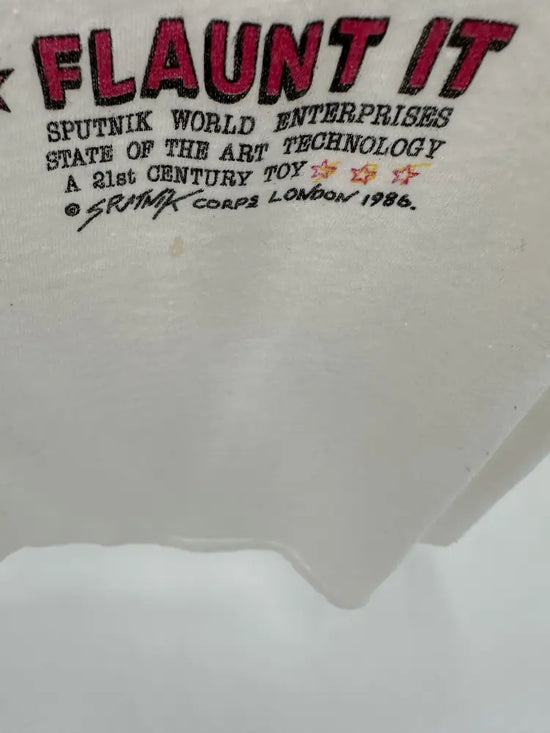 FLAUNT IT
SPUTNIK WORLD ENTERPRISES
STATE OF THE ART TECHNOLOGY
A 21st CENTURY TOY
© SPUTNIK CORPS LONDON 1986.